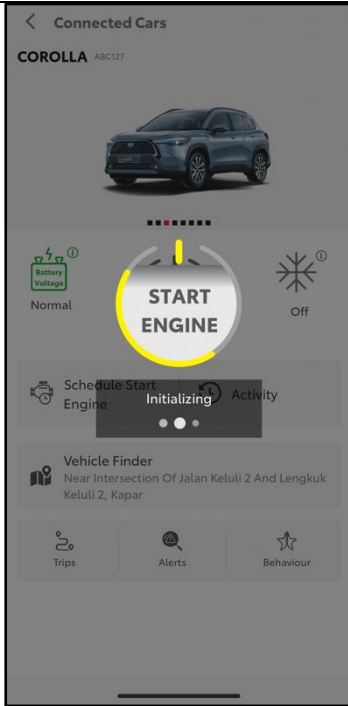 Connected Cars
COROLLA ABC127
Battery
Voltage
Normal
START
ENGINE
Off
Schedule Start
Engine
Activity
Initializing
Vehicle Finder
Near Intersection Of Jalan Keluli 2 And Lengkuk
Keluli 2, Kapar
Trips
Alerts
Behaviour